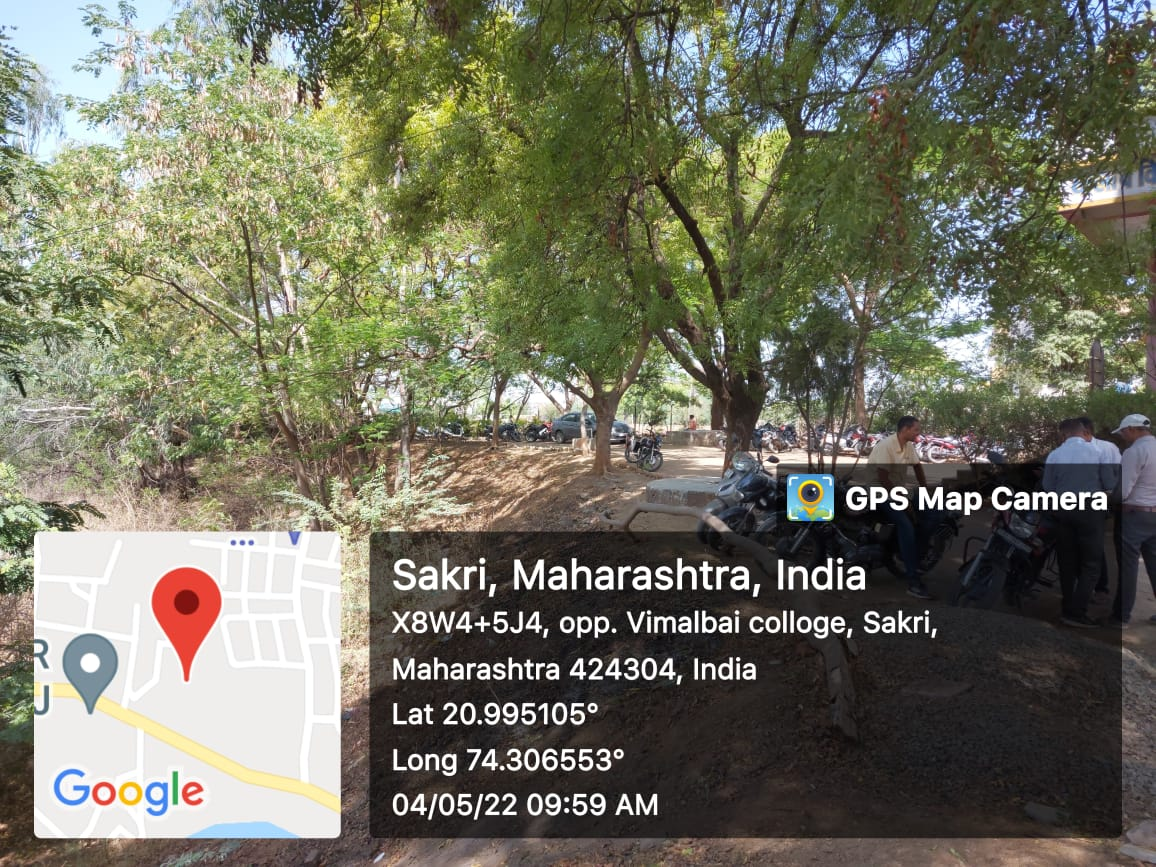 GPS Map Camera
Sakri, Maharashtra, India
X8W4+5J4, opp. Vimalbai colloge, Sakri,
Maharashtra 424304, India
Lat 20.995105°
Long 74.306553°
04/05/22 09:59 AM
R
U
Google